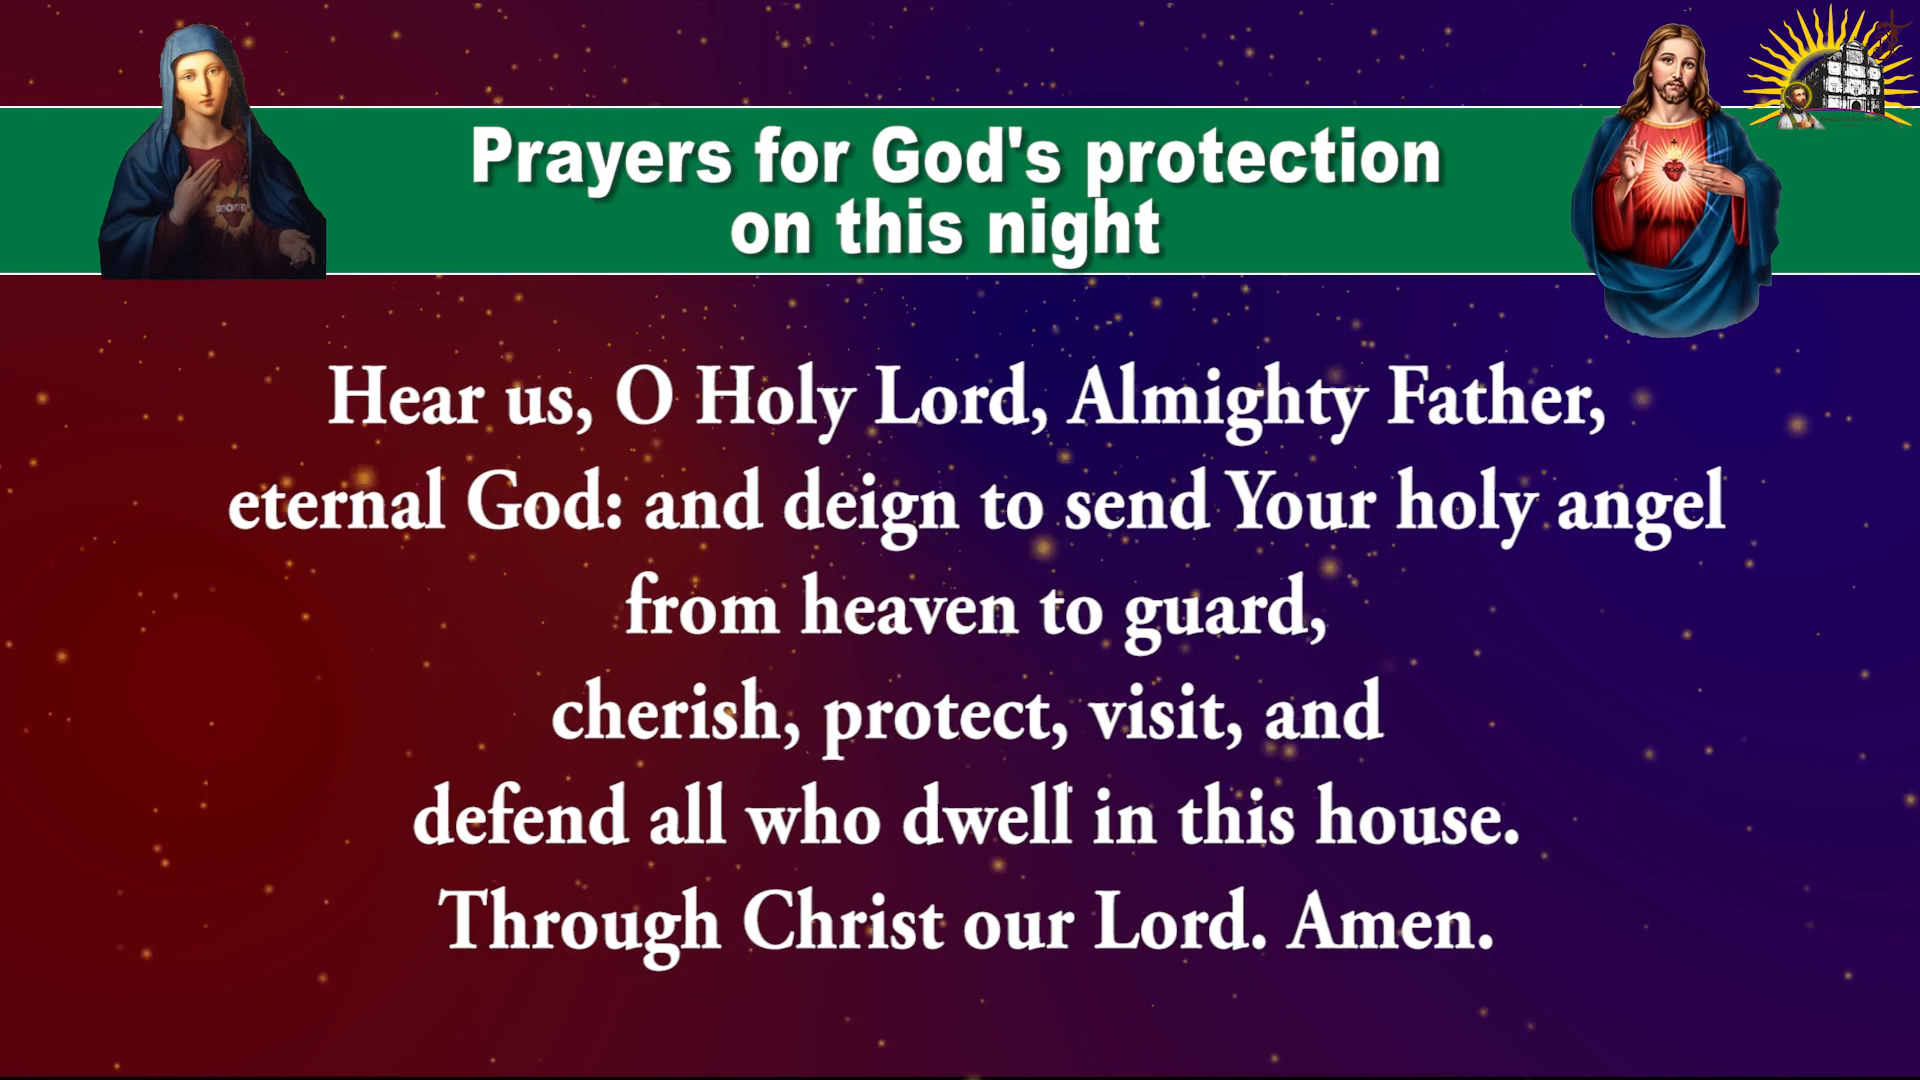 Prayers for God's protection
on this night
Hear us, O Holy Lord, Almighty Father,
eternal God: and deign to send Your holy angel
from heaven to guard,
cherish, protect, visit, and
defend all who dwell in this house.
Through Christ our Lord. Amen.